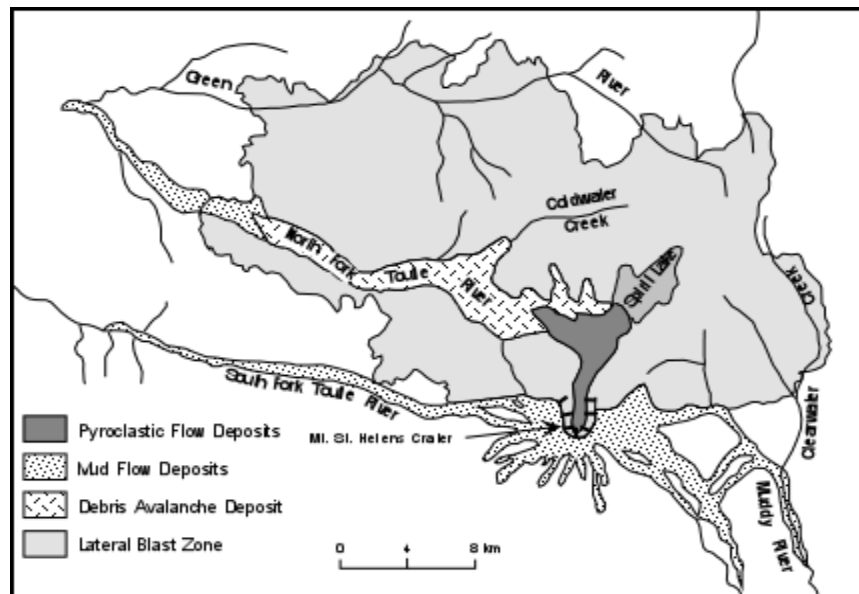 Green
River
Coldwater
Creek
North Fork
Toutle
River
Spirit Lake
Creek
Clearwater
South Fork Toutle
River
Mt. St. Helens Crater
Muddy
River
Pyroclastic Flow Deposits
Mud Flow Deposits
Debris Avalanche Deposit
Lateral Blast Zone
0 4 8 km